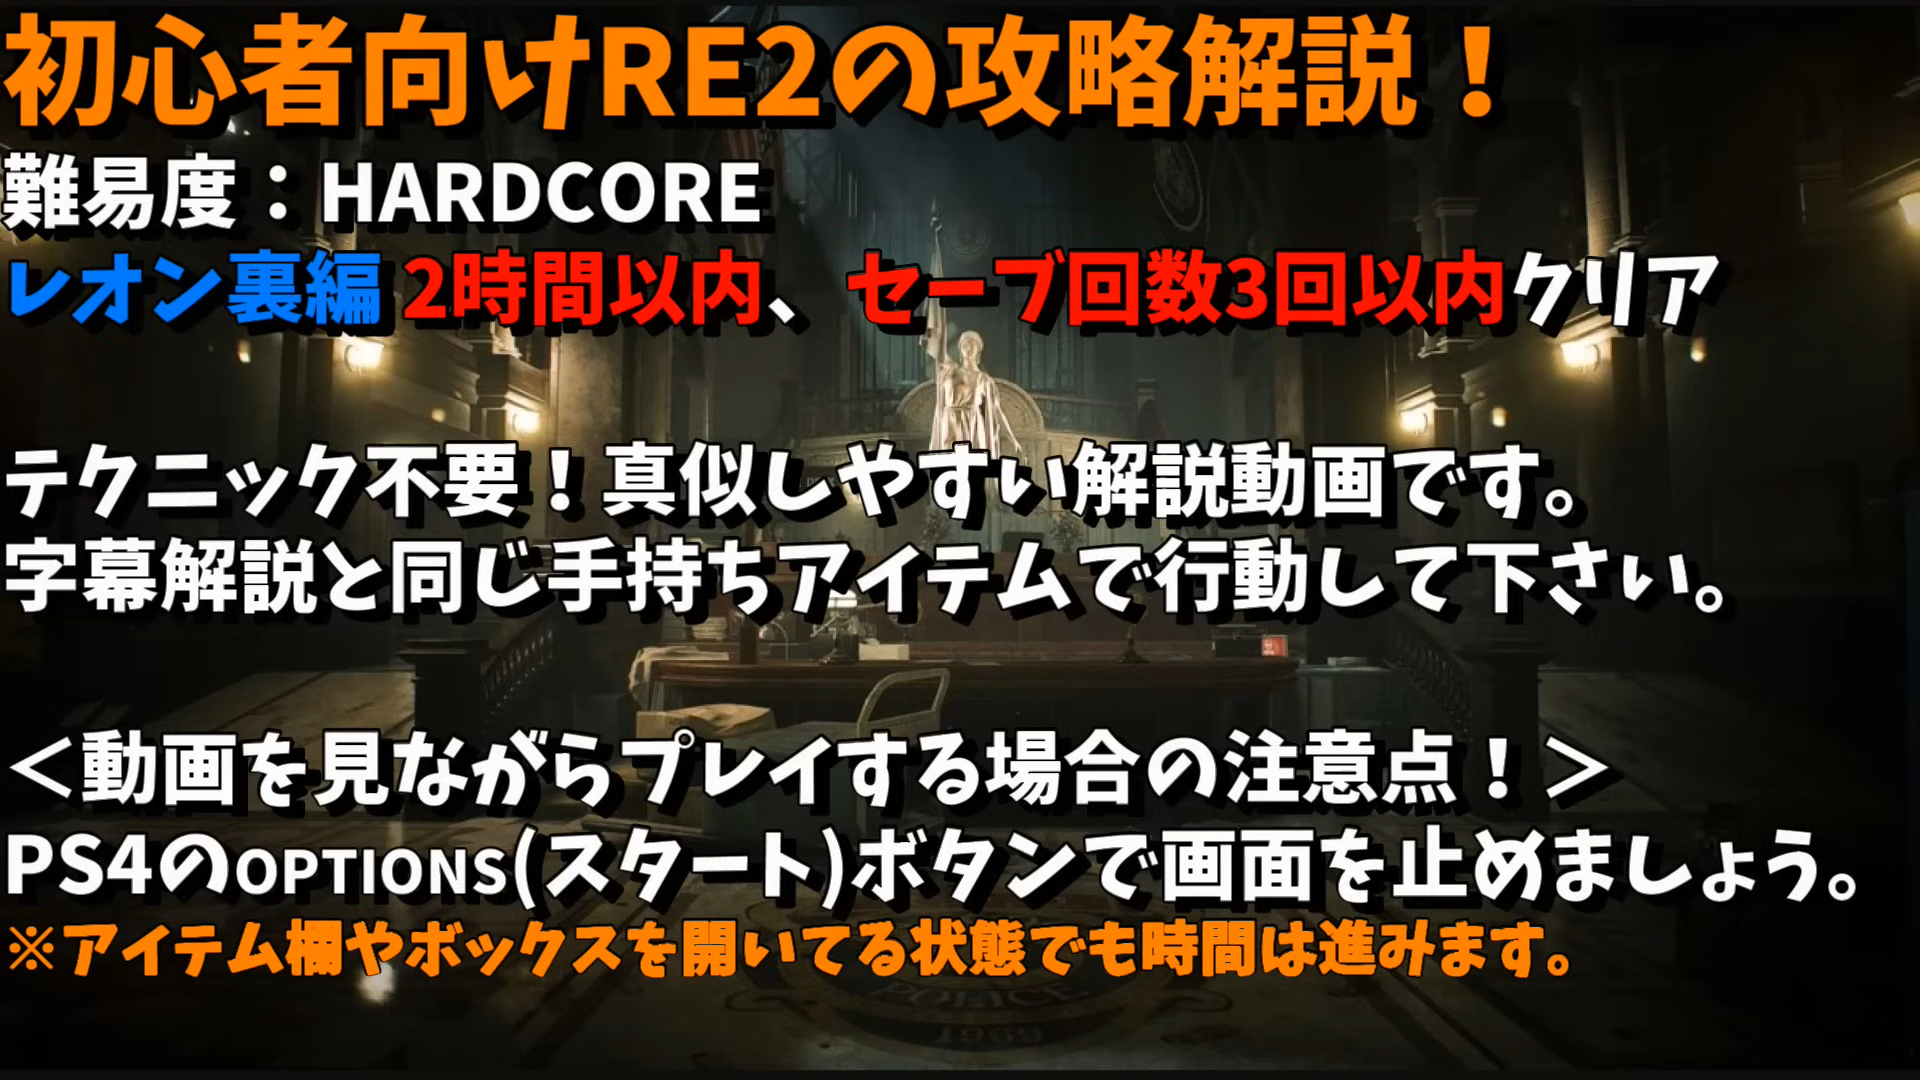 初心者向けRE2の攻略解説！
難易度：HARDCORE
レオン裏編 2時間以内、セーブ回数3回以内クリア
テクニック不要！真似しやすい解説動画です。
字幕解説と同じ手持ちアイテムで行動して下さい。
＜動画を見ながらプレイする場合の注意点！＞
PS4のOPTIONS(スタート)ボタンで画面を止めましょう。
※アイテム欄やボックスを開いてる状態でも時間は進みます。
POLICE
1969